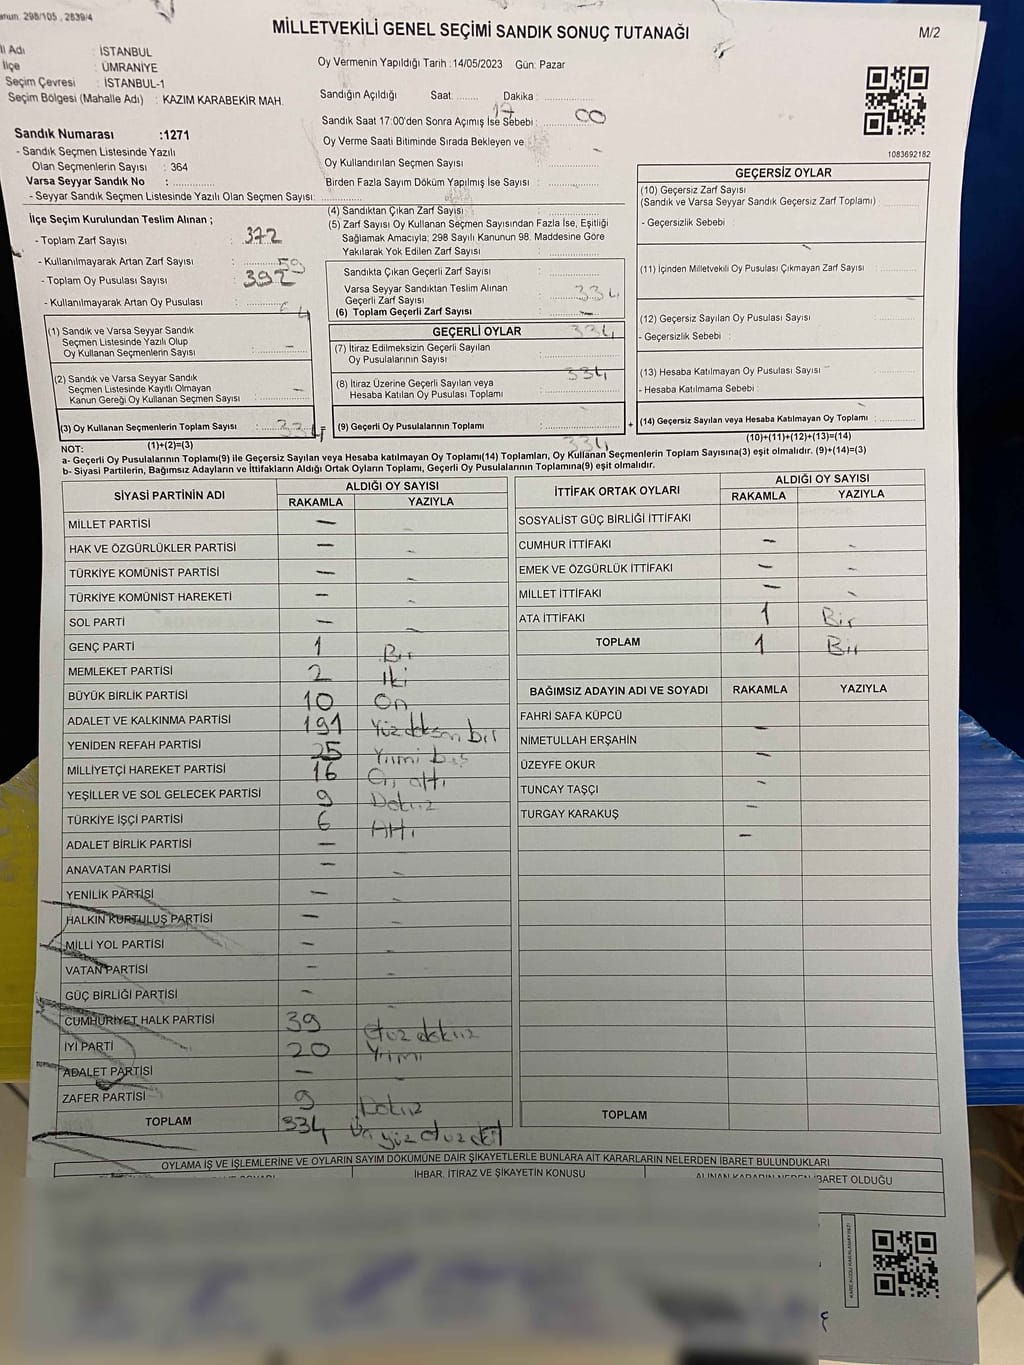 anun. 298/105 , 2839/4
MİLLETVEKİLİ GENEL SEÇİMİ SANDIK SONUÇ TUTANAĞI
M/2
İl Adı : İSTANBUL
İlçe : ÜMRANİYE
Seçim Çevresi : İSTANBUL-1
Seçim Bölgesi (Mahalle Adı) : KAZIM KARABEKİR MAH.
Oy Vermenin Yapıldığı Tarih :14/05/2023 Gün: Pazar
Sandığın Açıldığı Saat: ........ Dakika : ................
17 00
Sandık Saat 17:00'den Sonra Açımış İse Sebebi :
Oy Verme Saati Bitiminde Sırada Bekleyen ve
Oy Kullandırılan Seçmen Sayısı
Birden Fazla Sayım Döküm Yapılmış İse Sayısı :
1083692182
Sandık Numarası :1271
- Sandık Seçmen Listesinde Yazılı
Olan Seçmenlerin Sayısı : 364
Varsa Seyyar Sandık No : ................
- Seyyar Sandık Seçmen Listesinde Yazılı Olan Seçmen Sayısı: ................
İlçe Seçim Kurulundan Teslim Alınan ;
- Toplam Zarf Sayısı : 372
- Kullanılmayarak Artan Zarf Sayısı : 59
- Toplam Oy Pusulası Sayısı : 392
- Kullanılmayarak Artan Oy Pusulası :
(1) Sandık ve Varsa Seyyar Sandık
Seçmen Listesinde Yazılı Olup
Oy Kullanan Seçmenlerin Sayısı : –
(2) Sandık ve Varsa Seyyar Sandık
Seçmen Listesinde Kayıtlı Olmayan
Kanun Gereği Oy Kullanan Seçmen Sayısı : –
(3) Oy Kullanan Seçmenlerin Toplam Sayısı : 334
(1)+(2)=(3)
(4) Sandıktan Çıkan Zarf Sayısı
(5) Zarf Sayısı Oy Kullanan Seçmen Sayısından Fazla İse, Eşitliği
Sağlamak Amacıyla; 298 Sayılı Kanunun 98. Maddesine Göre
Yakılarak Yok Edilen Zarf Sayısı :
Sandıkta Çıkan Geçerli Zarf Sayısı :
Varsa Seyyar Sandıktan Teslim Alınan
Geçerli Zarf Sayısı : 334
(6) Toplam Geçerli Zarf Sayısı : –
GEÇERLİ OYLAR 334
(7) İtiraz Edilmeksizin Geçerli Sayılan
Oy Pusulalarının Sayısı :
334
(8) İtiraz Üzerine Geçerli Sayılan veya
Hesaba Katılan Oy Pusulası Toplamı :
= (9) Geçerli Oy Pusulalarının Toplamı : +
334
GEÇERSİZ OYLAR
(10) Geçersiz Zarf Sayısı
(Sandık ve Varsa Seyyar Sandık Geçersiz Zarf Toplamı) :
- Geçersizlik Sebebi :
(11) İçinden Milletvekili Oy Pusulası Çıkmayan Zarf Sayısı :
(12) Geçersiz Sayılan Oy Pusulası Sayısı :
- Geçersizlik Sebebi :
(13) Hesaba Katılmayan Oy Pusulası Sayısı :
- Hesaba Katılmama Sebebi :
(14) Geçersiz Sayılan veya Hesaba Katılmayan Oy Toplamı :
(10)+(11)+(12)+(13)=(14)
NOT:
a- Geçerli Oy Pusulalarının Toplamı(9) ile Geçersiz Sayılan veya Hesaba katılmayan Oy Toplamı(14) Toplamları, Oy Kullanan Seçmenlerin Toplam Sayısına(3) eşit olmalıdır. (9)+(14)=(3)
b- Siyasi Partilerin, Bağımsız Adayların ve İttifakların Aldığı Ortak Oyların Toplamı, Geçerli Oy Pusulalarının Toplamına(9) eşit olmalıdır.
SİYASİ PARTİNİN ADI
ALDIĞI OY SAYISI
RAKAMLA YAZIYLA
MİLLET PARTİSİ –
HAK VE ÖZGÜRLÜKLER PARTİSİ –
TÜRKİYE KOMÜNİST PARTİSİ –
TÜRKİYE KOMÜNİST HAREKETİ –
SOL PARTİ –
GENÇ PARTİ 1 Bir
MEMLEKET PARTİSİ 2 İki
BÜYÜK BİRLİK PARTİSİ 10 On
ADALET VE KALKINMA PARTİSİ 191 Yüz doksan bir
YENİDEN REFAH PARTİSİ 25 Yirmi beş
MİLLİYETÇİ HAREKET PARTİSİ 16 On altı
YEŞİLLER VE SOL GELECEK PARTİSİ 9 Dokuz
TÜRKİYE İŞÇİ PARTİSİ 6 Altı
ADALET BİRLİK PARTİSİ –
ANAVATAN PARTİSİ –
YENİLİK PARTİSİ –
HALKIN KURTULUŞ PARTİSİ –
MİLLİ YOL PARTİSİ –
VATAN PARTİSİ –
GÜÇ BİRLİĞİ PARTİSİ –
CUMHURİYET HALK PARTİSİ 39 Otuz dokuz
İYİ PARTİ 20 Yirmi
ADALET PARTİSİ –
ZAFER PARTİSİ 9 Dokuz
TOPLAM 334 Üç yüz otuz dört
İTTİFAK ORTAK OYLARI
ALDIĞI OY SAYISI
RAKAMLA YAZIYLA
SOSYALİST GÜÇ BİRLİĞİ İTTİFAKI
CUMHUR İTTİFAKI –
EMEK VE ÖZGÜRLÜK İTTİFAKI –
MİLLET İTTİFAKI –
ATA İTTİFAKI 1 Bir
TOPLAM 1 Bir
BAĞIMSIZ ADAYIN ADI VE SOYADI RAKAMLA YAZIYLA
FAHRİ SAFA KÜPCÜ
NİMETULLAH ERŞAHİN –
ÜZEYFE OKUR –
TUNCAY TAŞÇI –
TURGAY KARAKUŞ –
–
TOPLAM
OYLAMA İŞ VE İŞLEMLERİNE VE OYLARIN SAYIM DÖKÜMÜNE DAİR ŞİKAYETLERLE BUNLARA AİT KARARLARIN NELERDEN İBARET BULUNDUKLARI
İHBAR, İTİRAZ VE ŞİKAYETİN KONUSU
ALINAN KARARIN NEDEN İBARET OLDUĞU